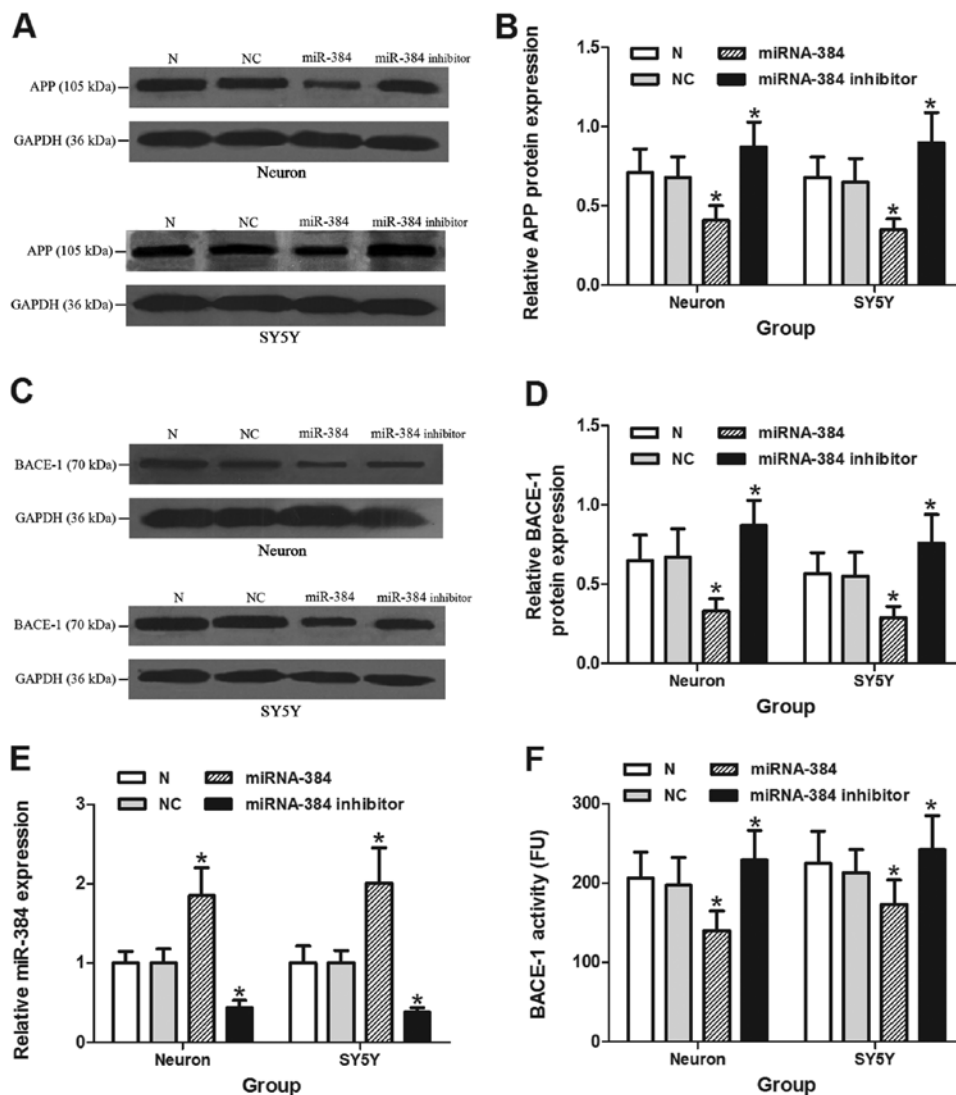 A
N NC miR-384 miR-384 inhibitor
APP (105 kDa)
GAPDH (36 kDa)
Neuron
N NC miR-384 miR-384 inhibitor
APP (105 kDa)
GAPDH (36 kDa)
SY5Y
B
N miRNA-384
NC miRNA-384 inhibitor
Relative APP protein expression
1.5
1.0
0.5
0.0
* * * *
Neuron SY5Y
Group
C
N NC miR-384 miR-384 inhibitor
BACE-1 (70 kDa)
GAPDH (36 kDa)
Neuron
N NC miR-384 miR-384 inhibitor
BACE-1 (70 kDa)
GAPDH (36 kDa)
SY5Y
D
N miRNA-384
NC miRNA-384 inhibitor
Relative BACE-1
protein expression
1.5
1.0
0.5
0.0
* * * *
Neuron SY5Y
Group
E
N miRNA-384
NC miRNA-384 inhibitor
Relative miR-384 expression
3
2
1
0
* * * *
Neuron SY5Y
Group
F
N miRNA-384
NC miRNA-384 inhibitor
BACE-1 activity (FU)
300
200
100
0
* * * *
Neuron SY5Y
Group